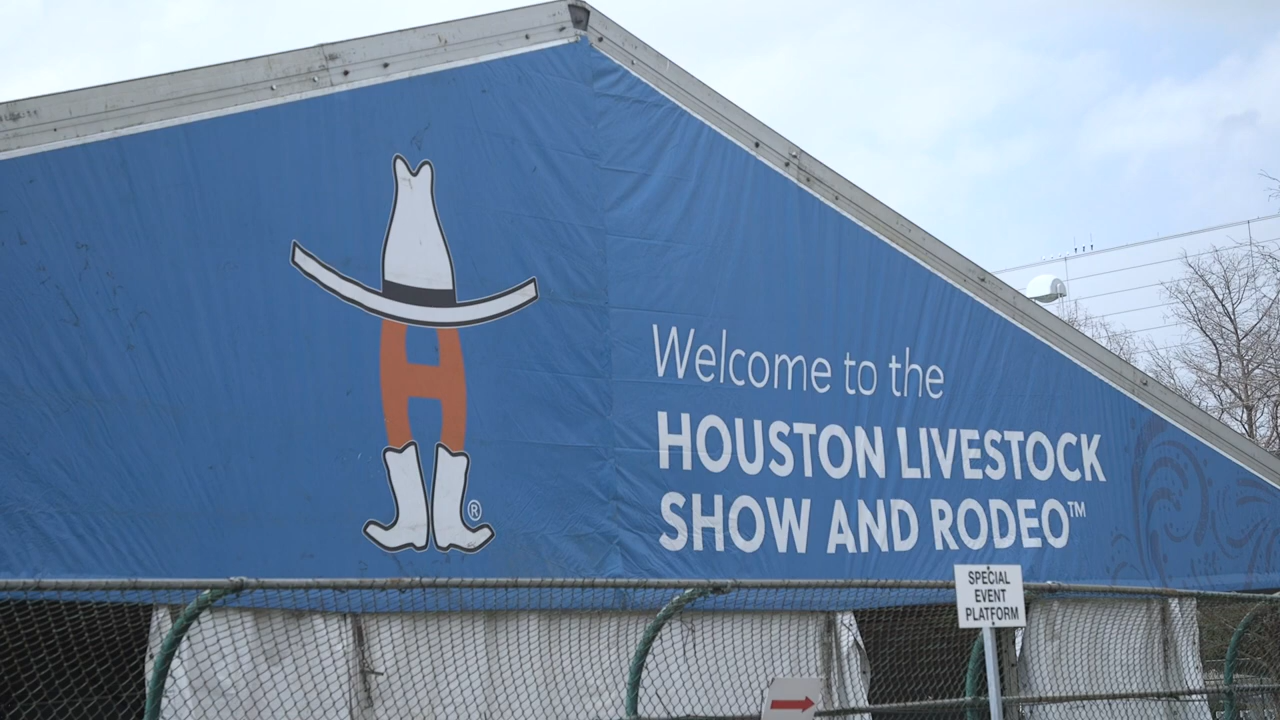 H
®
Welcome to the
HOUSTON LIVESTOCK
SHOW AND RODEO™
SPECIAL
EVENT
PLATFORM